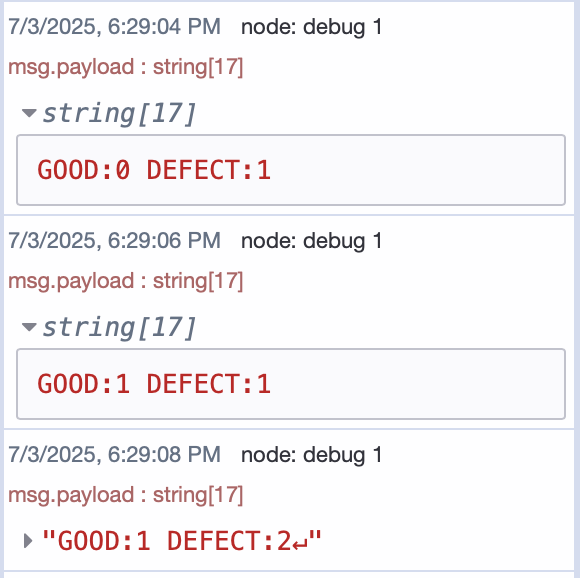 7/3/2025, 6:29:04 PM node: debug 1
msg.payload : string[17]
string[17]
GOOD:0 DEFECT:1
7/3/2025, 6:29:06 PM node: debug 1
msg.payload : string[17]
string[17]
GOOD:1 DEFECT:1
7/3/2025, 6:29:08 PM node: debug 1
msg.payload : string[17]
"GOOD:1 DEFECT:2↵"